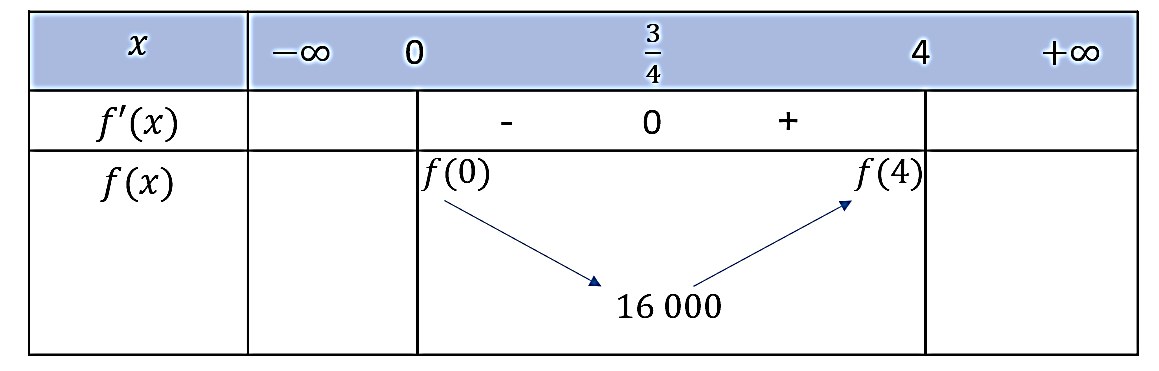 x −∞ 0 3/4 4 +∞
f′(x) - 0 +
f(x) f(0) f(4)
16 000